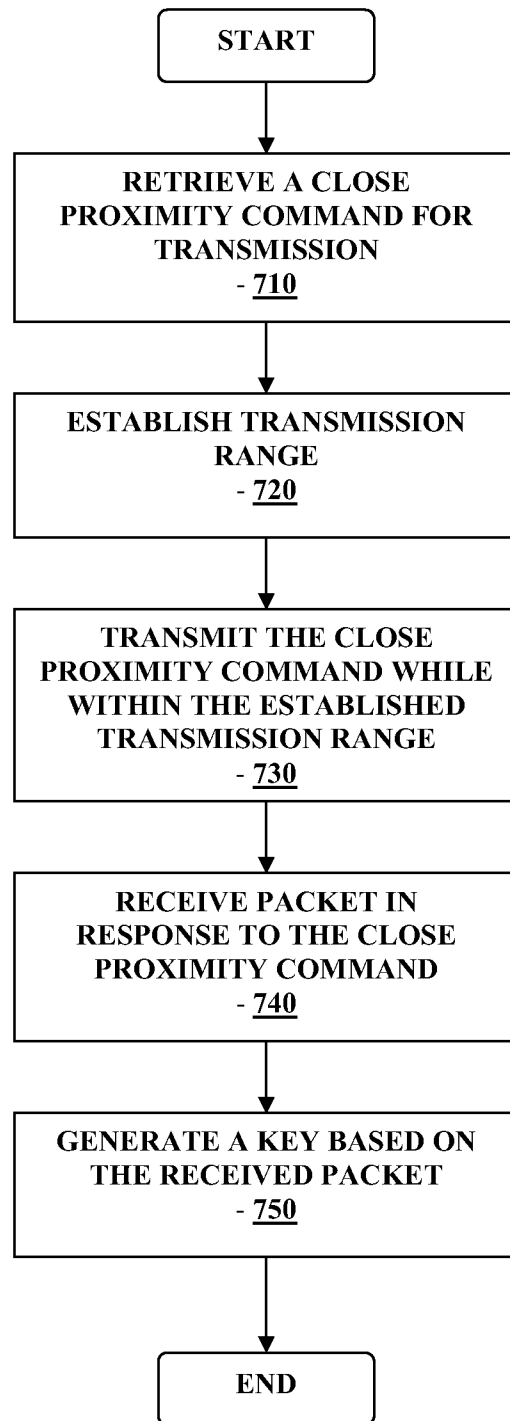 START
RETRIEVE A CLOSE
PROXIMITY COMMAND FOR
TRANSMISSION
- 710
ESTABLISH TRANSMISSION
RANGE
- 720
TRANSMIT THE CLOSE
PROXIMITY COMMAND WHILE
WITHIN THE ESTABLISHED
TRANSMISSION RANGE
- 730
RECEIVE PACKET IN
RESPONSE TO THE CLOSE
PROXIMITY COMMAND
- 740
GENERATE A KEY BASED ON
THE RECEIVED PACKET
- 750
END